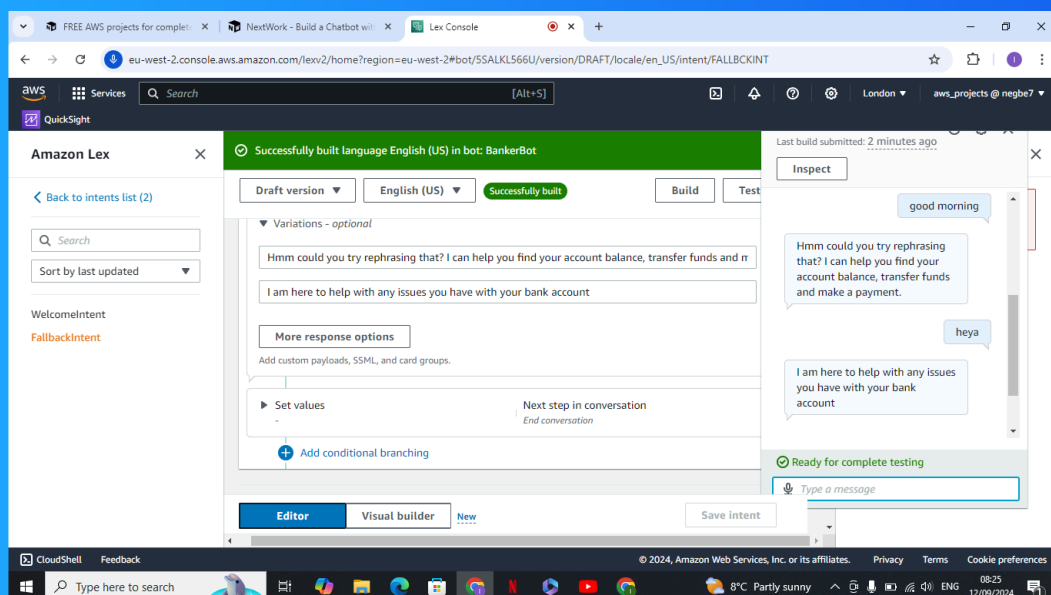 FREE AWS projects for complete
NextWork - Build a Chatbot with
Lex Console
eu-west-2.console.aws.amazon.com/lexv2/home?region=eu-west-2#bot/5SALKL566U/version/DRAFT/locale/en_US/intent/FALLBCKINT
aws
Services
Search
[Alt+S]
London
aws_projects @ negbe7
QuickSight
Amazon Lex
Back to intents list (2)
Search
Sort by last updated
WelcomeIntent
FallbackIntent
Successfully built language English (US) in bot: BankerBot
Draft version
English (US)
Successfully built
Build
Test
Variations - optional
Hmm could you try rephrasing that? I can help you find your account balance, transfer funds and m
I am here to help with any issues you have with your bank account
More response options
Add custom payloads, SSML, and card groups.
Set values
-
Next step in conversation
End conversation
Add conditional branching
Editor
Visual builder
New
Save intent
Last build submitted: 2 minutes ago
Inspect
good morning
Hmm could you try rephrasing
that? I can help you find your
account balance, transfer funds
and make a payment.
heya
I am here to help with any issues
you have with your bank
account
Ready for complete testing
Type a message
CloudShell
Feedback
© 2024, Amazon Web Services, Inc. or its affiliates.
Privacy
Terms
Cookie preferences
Type here to search
8°C Partly sunny
ENG
08:25
12/09/2024